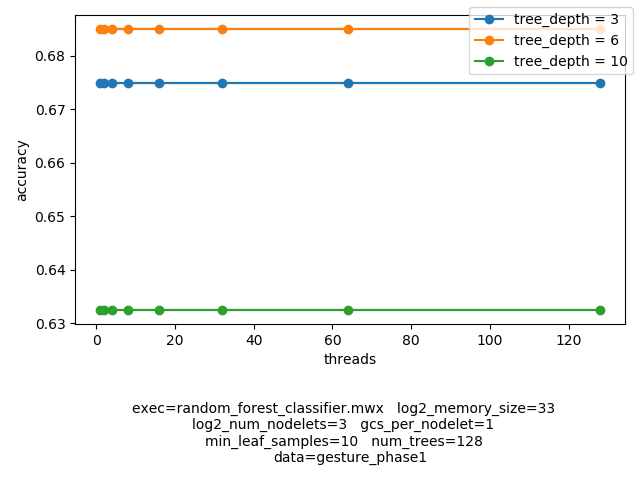 tree_depth = 3
tree_depth = 6
tree_depth = 10
accuracy
0.68
0.67
0.66
0.65
0.64
0.63
0 20 40 60 80 100 120
threads
exec=random_forest_classifier.mwx log2_memory_size=33
log2_num_nodelets=3 gcs_per_nodelet=1
min_leaf_samples=10 num_trees=128
data=gesture_phase1